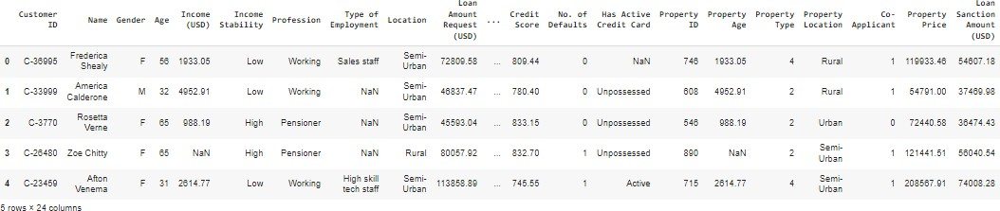 Customer ID Name Gender Age Income (USD) Income Stability Profession Type of Employment Location Loan Amount Request (USD) ... Credit Score No. of Defaults Has Active Credit Card Property ID Property Age Property Type Property Location Co-Applicant Property Price Loan Sanction Amount (USD)
0 C-36995 Frederica Shealy F 56 1933.05 Low Working Sales staff Semi-Urban 72809.58 ... 809.44 0 NaN 746 1933.05 4 Rural 1 119933.46 54607.18
1 C-33999 America Calderone M 32 4952.91 Low Working NaN Semi-Urban 46837.47 ... 780.40 0 Unpossessed 608 4952.91 2 Rural 1 54791.00 37469.98
2 C-3770 Rosetta Verne F 65 988.19 High Pensioner NaN Semi-Urban 45593.04 ... 833.15 0 Unpossessed 546 988.19 2 Urban 0 72440.58 36474.43
3 C-26480 Zoe Chitty F 65 NaN High Pensioner NaN Rural 80057.92 ... 832.70 1 Unpossessed 890 NaN 2 Semi-Urban 1 121441.51 56040.54
4 C-23459 Afton Venema F 31 2614.77 Low Working High skill tech staff Semi-Urban 113858.89 ... 745.55 1 Active 715 2614.77 4 Semi-Urban 1 208567.91 74008.28
5 rows × 24 columns